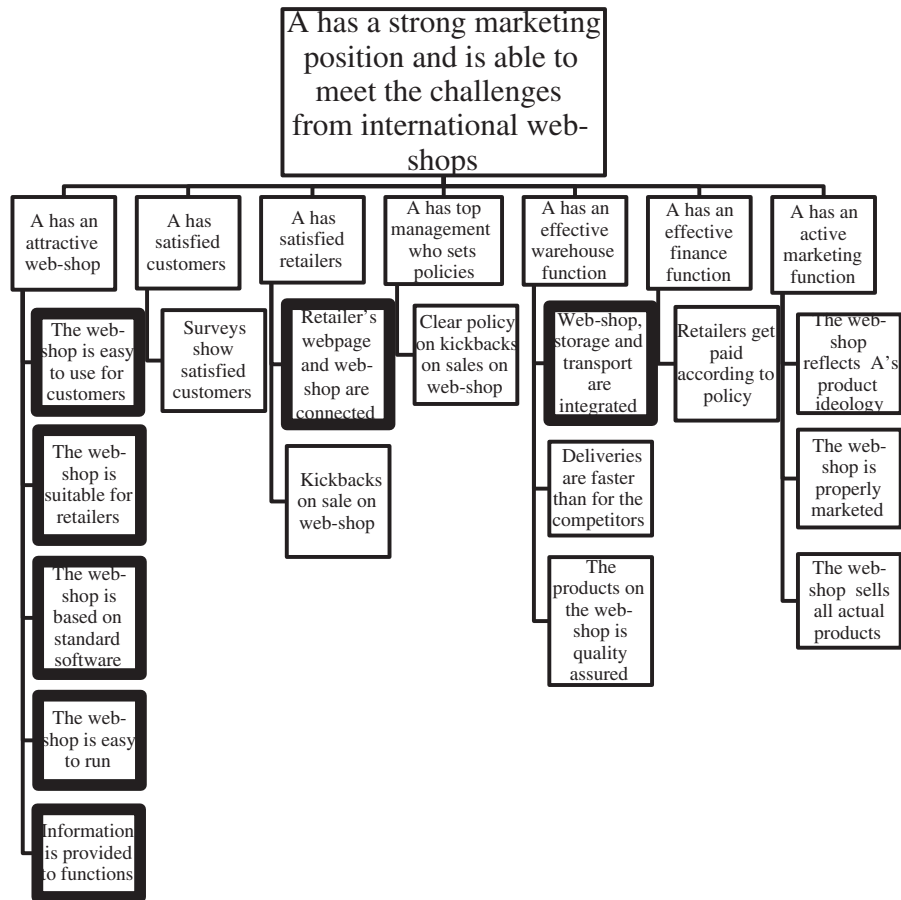 A has a strong marketing
position and is able to
meet the challenges
from international web-
shops
A has an
attractive
web-shop
A has
satisfied
customers
A has
satisfied
retailers
A has top
management
who sets
policies
A has an
effective
warehouse
function
A has an
effective
finance
function
A has an
active
marketing
function
The web-
shop is easy
to use for
customers
The web-
shop is
suitable for
retailers
The web-
shop is
based on
standard
software
The web-
shop is easy
to run
Information
is provided
to functions
Surveys
show
satisfied
customers
Retailer's
webpage
and web-
shop are
connected
Kickbacks
on sale on
web-shop
Clear policy
on kickbacks
on sales on
web-shop
Web-shop,
storage and
transport
are
integrated
Deliveries
are faster
than for the
competitors
The
products on
the web-
shop is
quality
assured
Retailers get
paid
according to
policy
The web-
shop
reflects A's
product
ideology
The web-
shop is
properly
marketed
The web-
shop sells
all actual
products